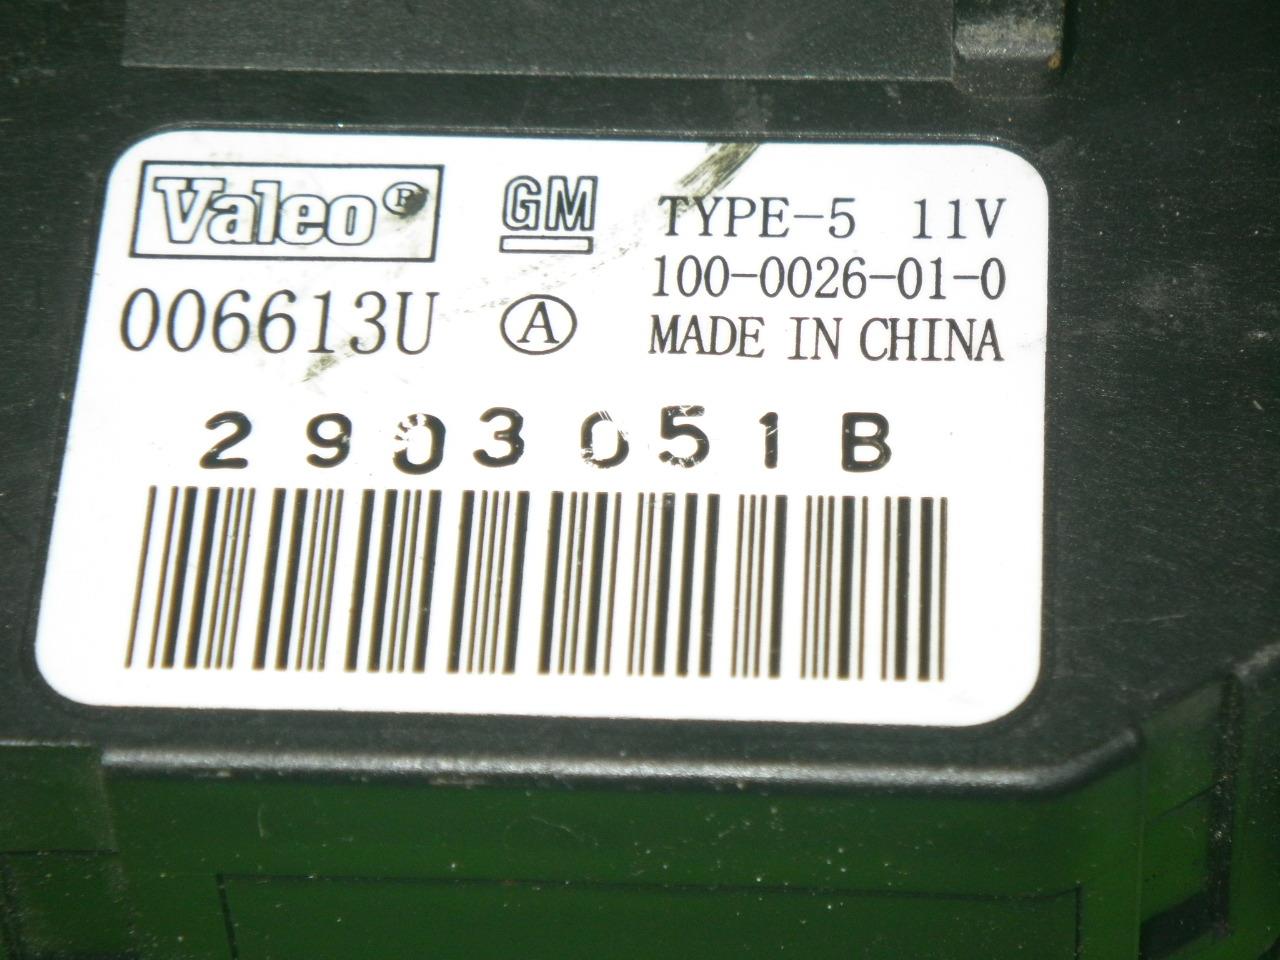 Valeo® GM TYPE-5 11V
100-0026-01-0
006613U A MADE IN CHINA
2903051B